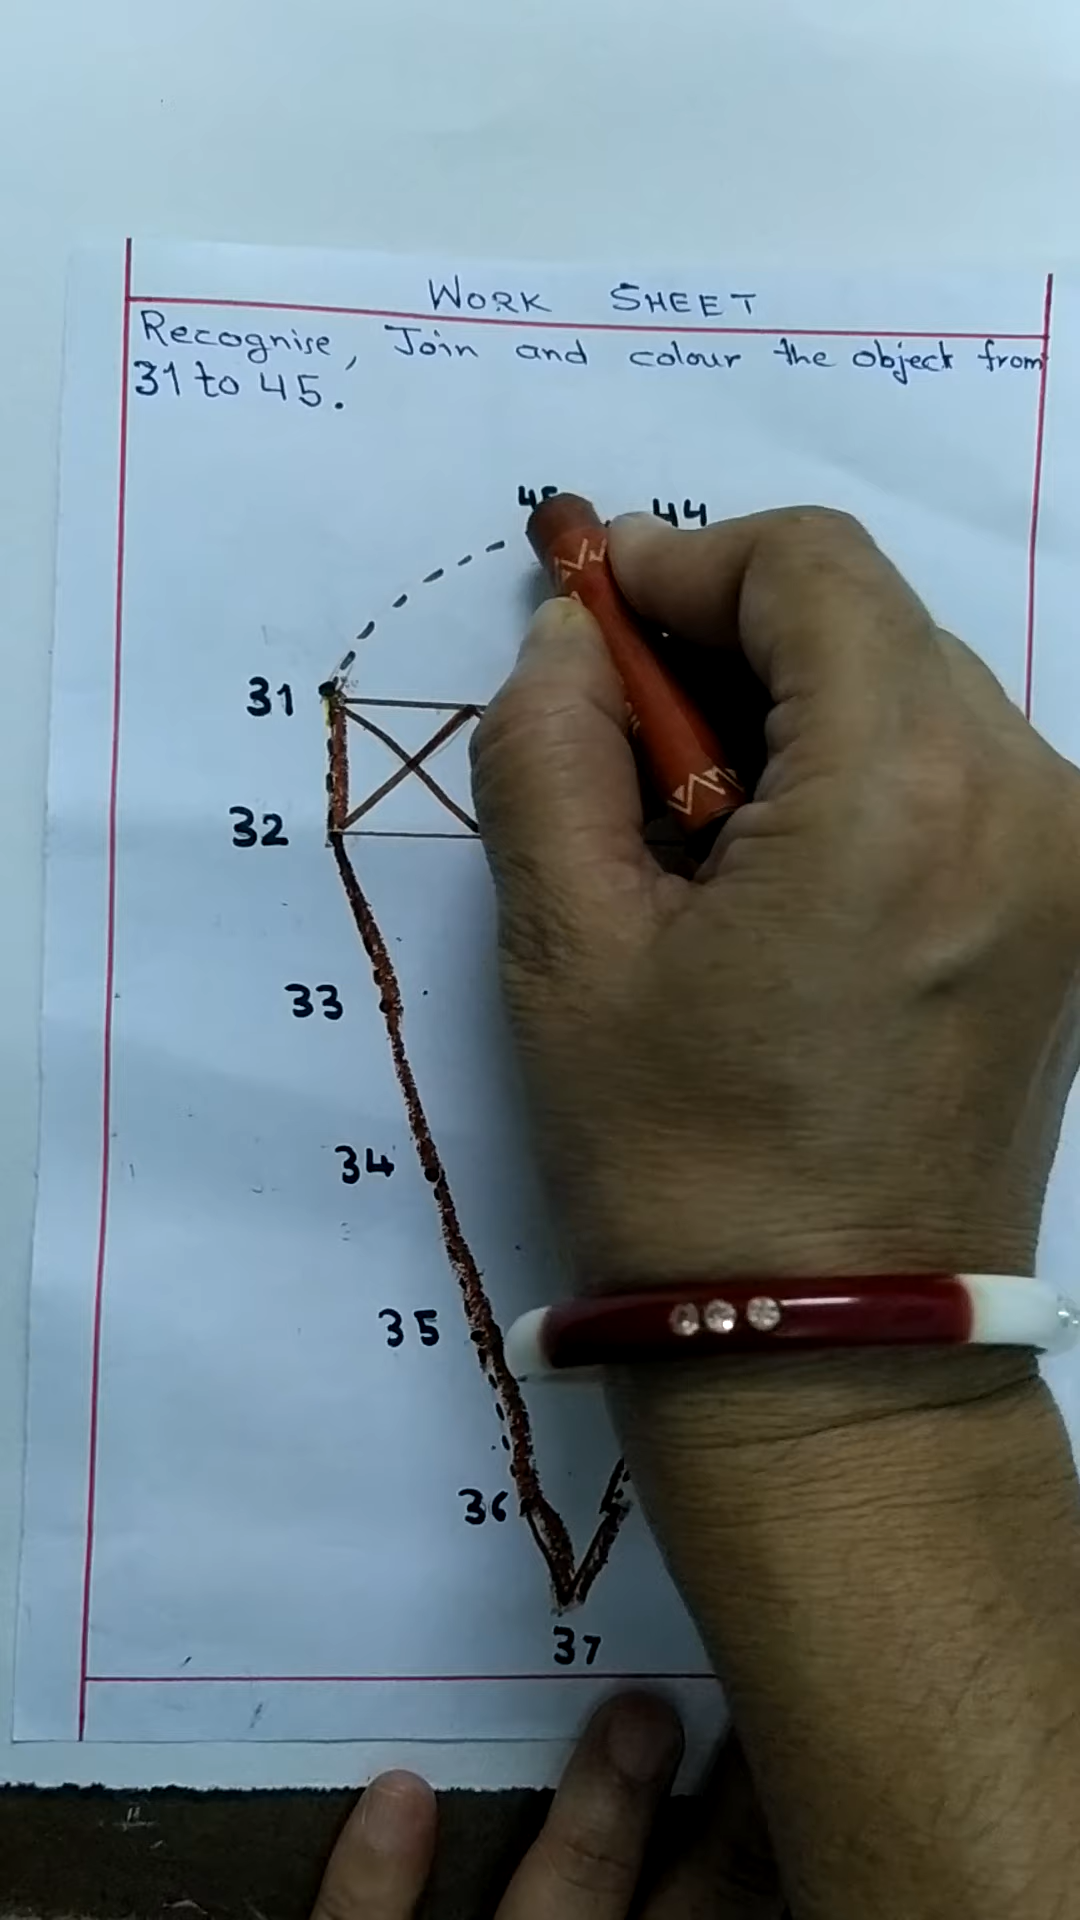 WORK SHEET
Recognise, Join and colour the object from
31 to 45.
44
31
32
33
34
35
36
37